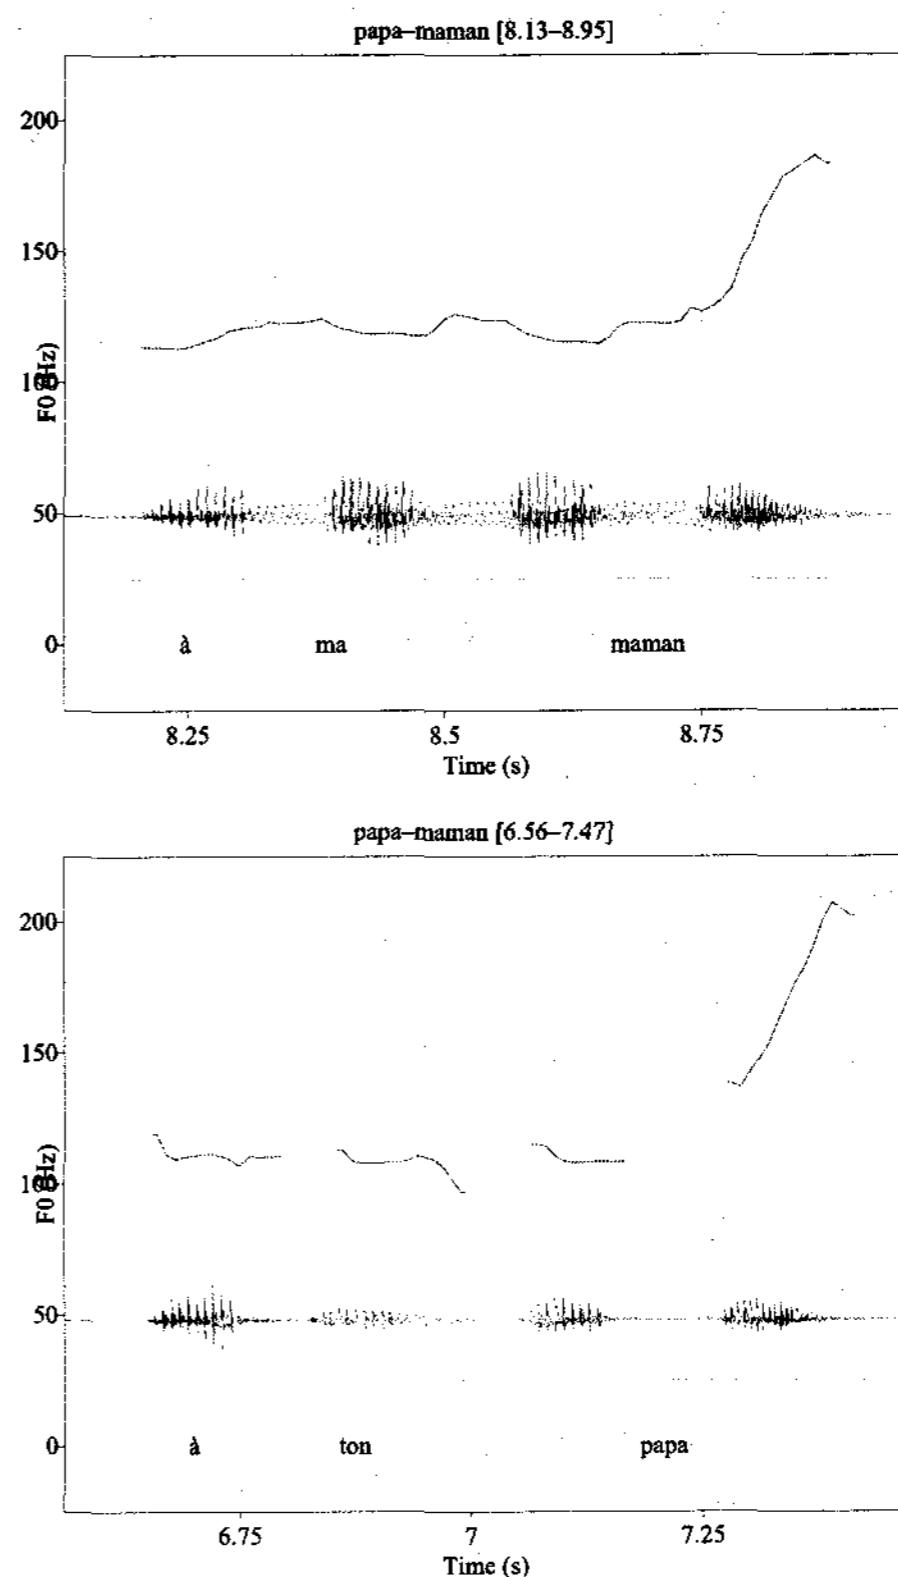 papa–maman [8.13–8.95]
200
150
100
F0 (Hz)
50
0
à ma maman
8.25 8.5 8.75
Time (s)
papa–maman [6.56–7.47]
200
150
100
F0 (Hz)
50
0
à ton papa
6.75 7 7.25
Time (s)